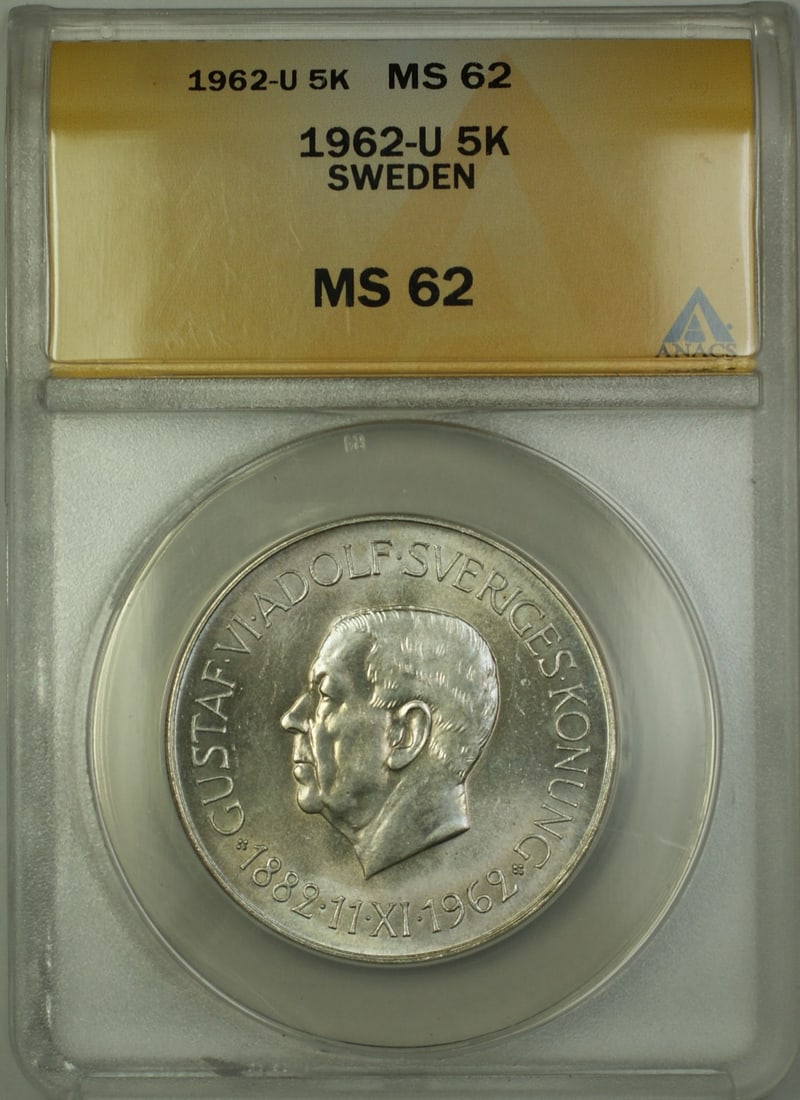 1962-U 5K MS 62
1962-U 5K
SWEDEN
MS 62
ANACS
GUSTAF·VI·ADOLF·SVERIGES·KONUNG
1882·11·XI·1962